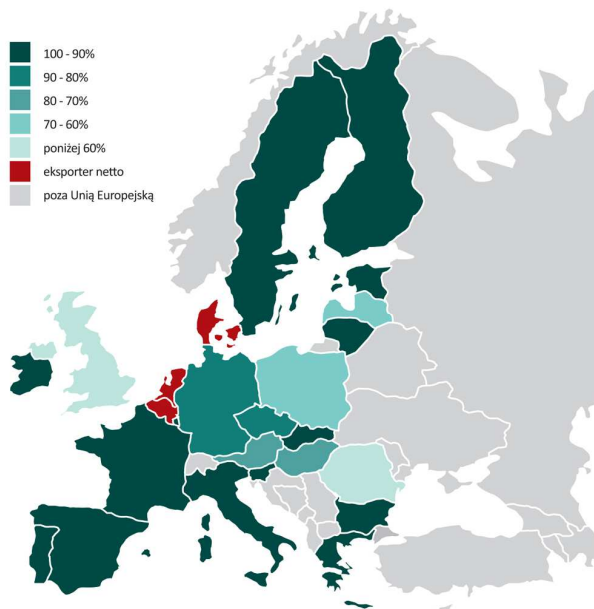 100 - 90%
90 - 80%
80 - 70%
70 - 60%
poniżej 60%
eksporter netto
poza Unią Europejską